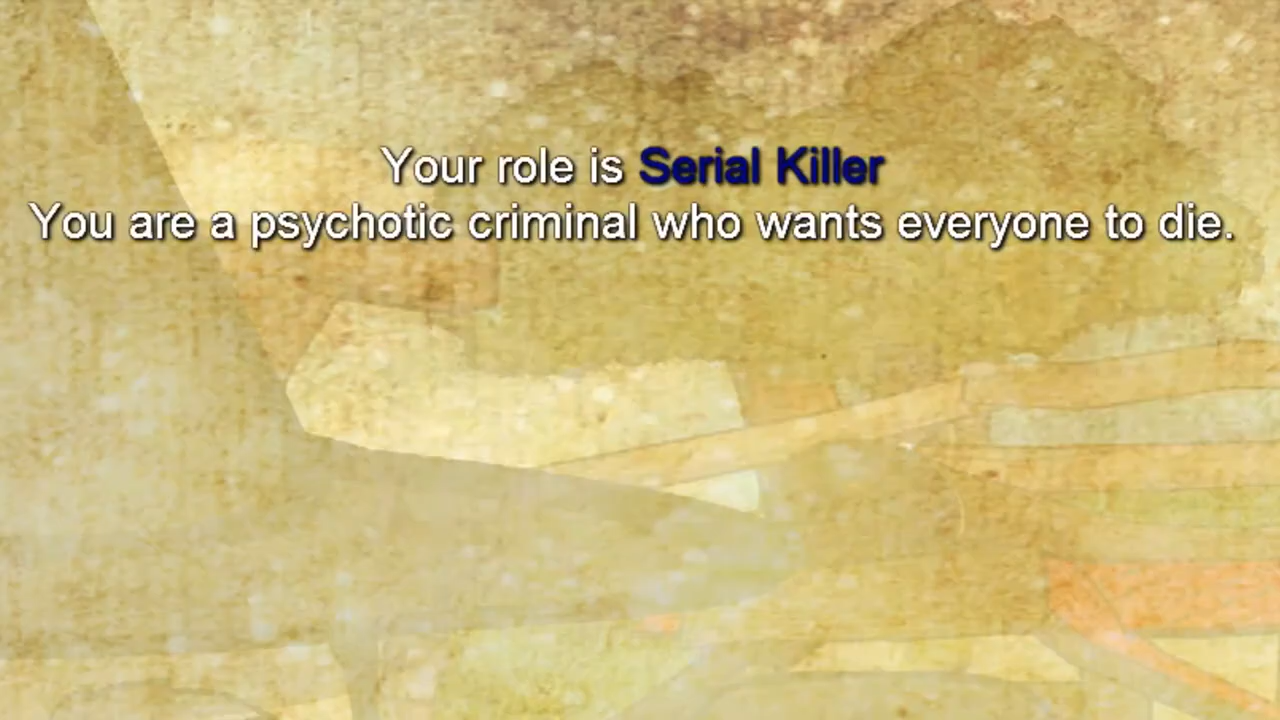 Your role is Serial Killer
You are a psychotic criminal who wants everyone to die.